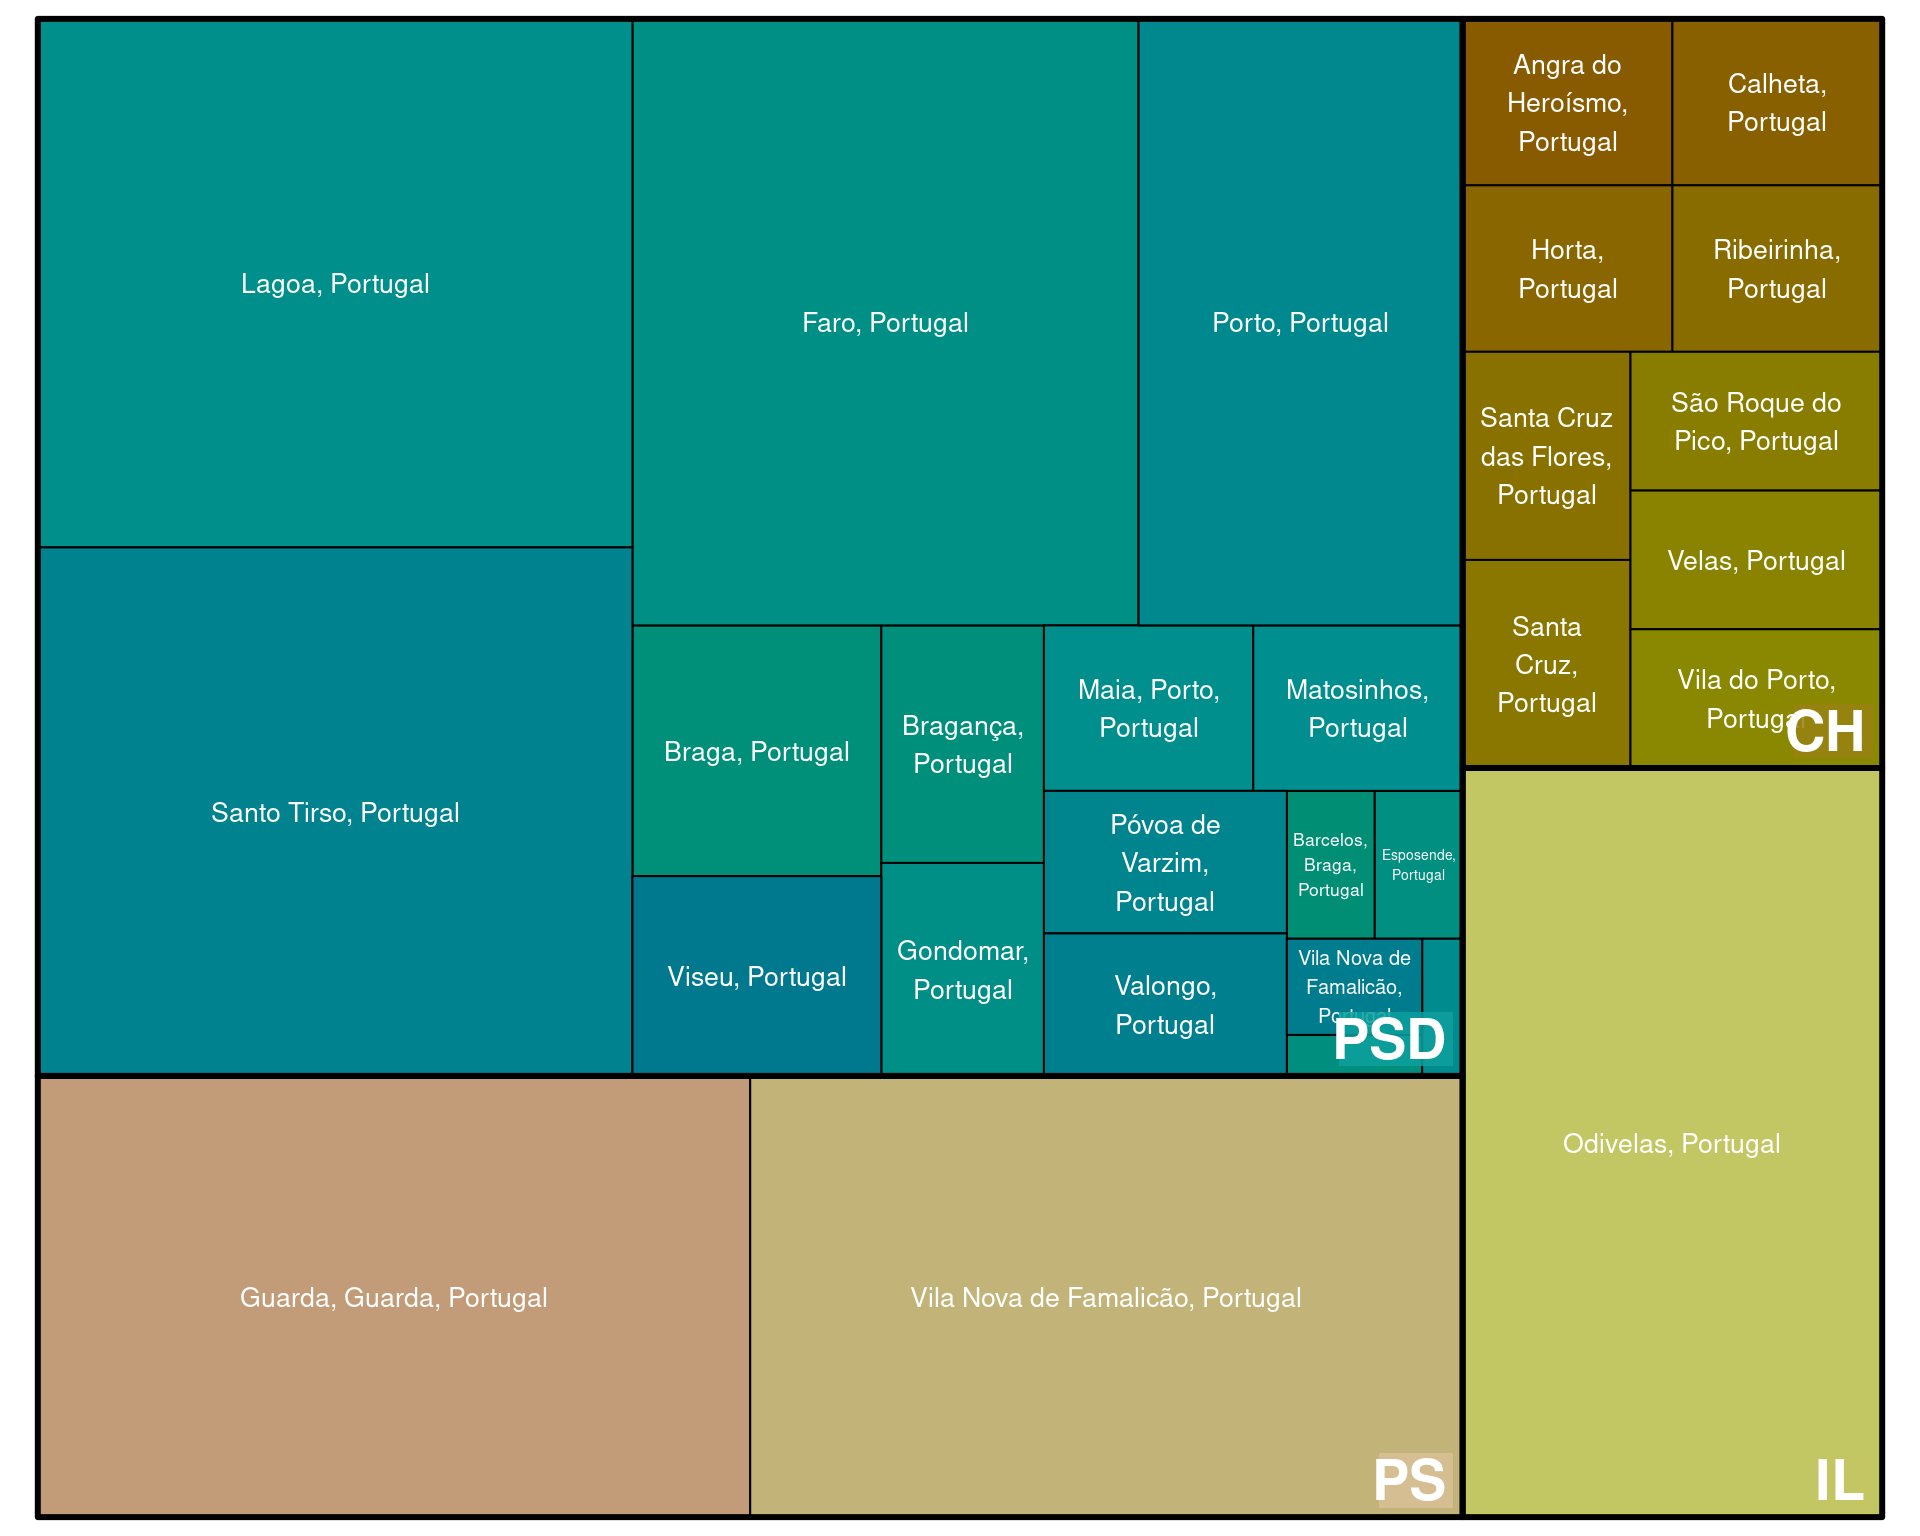 Lagoa, Portugal
Faro, Portugal
Porto, Portugal
Angra do
Heroísmo,
Portugal
Calheta,
Portugal
Horta,
Portugal
Ribeirinha,
Portugal
Santa Cruz
das Flores,
Portugal
São Roque do
Pico, Portugal
Velas, Portugal
Santa
Cruz,
Portugal
Vila do Porto,
Portugal
CH
Santo Tirso, Portugal
Braga, Portugal
Bragança,
Portugal
Maia, Porto,
Portugal
Matosinhos,
Portugal
Póvoa de
Varzim,
Portugal
Barcelos,
Braga,
Portugal
Esposende,
Portugal
Viseu, Portugal
Gondomar,
Portugal
Valongo,
Portugal
Vila Nova de
Famalicão,
Portugal
PSD
Guarda, Guarda, Portugal
Vila Nova de Famalicão, Portugal
PS
Odivelas, Portugal
IL